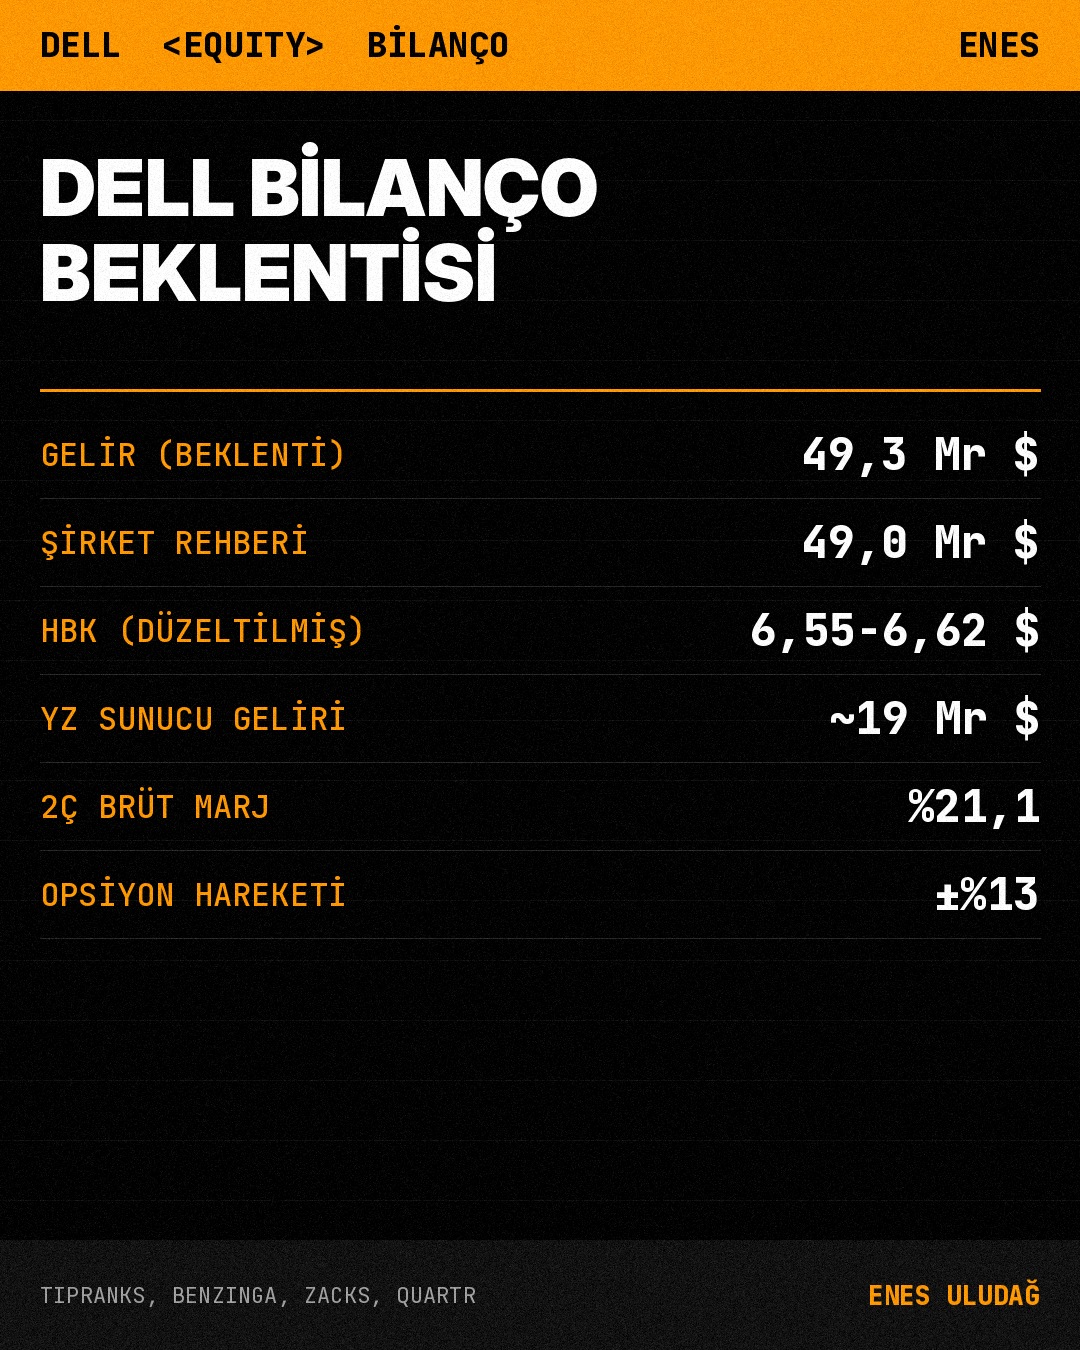 DELL <EQUITY> BİLANÇO ENES
DELL BİLANÇO
BEKLENTİSİ
GELİR (BEKLENTİ) 49,3 Mr $
ŞİRKET REHBERİ 49,0 Mr $
HBK (DÜZELTİLMİŞ) 6,55-6,62 $
YZ SUNUCU GELİRİ ~19 Mr $
2Ç BRÜT MARJ %21,1
OPSİYON HAREKETİ ±%13
TIPRANKS, BENZINGA, ZACKS, QUARTR ENES ULUDAĞ